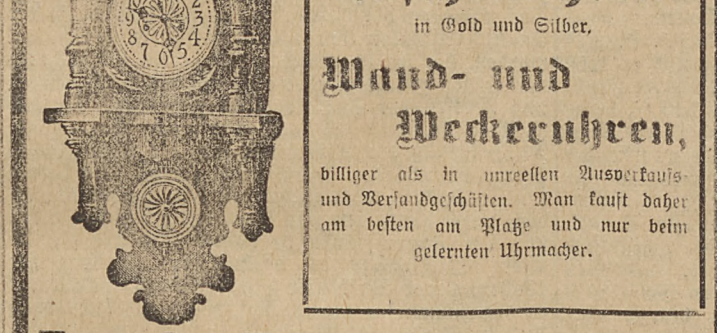 in Gold und Silber,
Wand- und
Weckeruhren,
billiger als in unreellen Ausverkaufs-
und Versandgeschäften. Man kauft daher
am besten am Platze und nur beim
gelernten Uhrmacher.